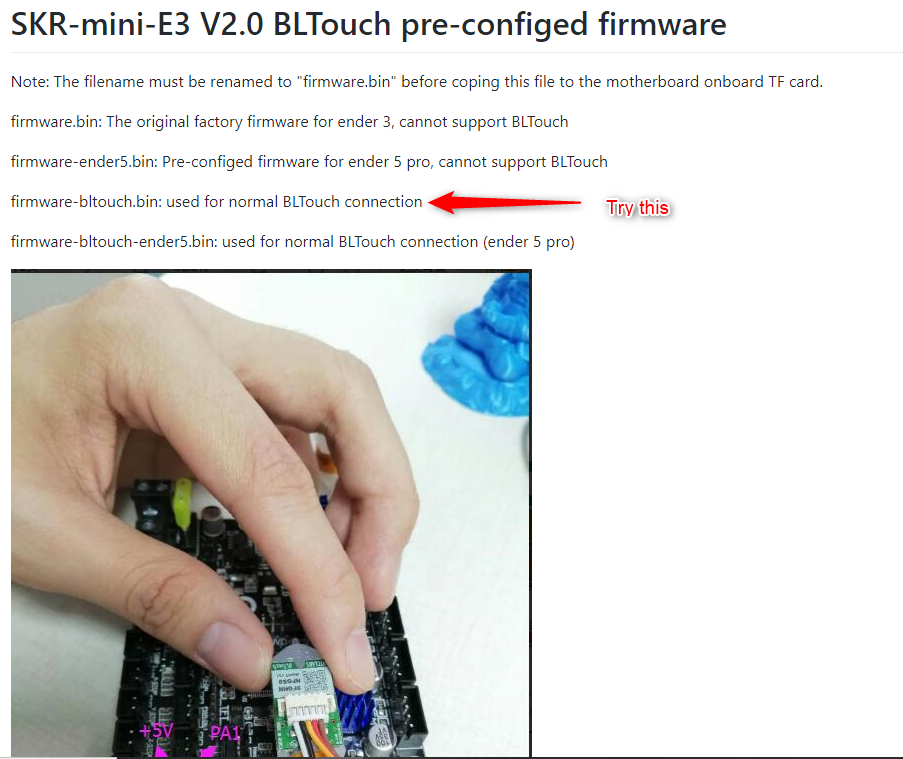 SKR-mini-E3 V2.0 BLTouch pre-configed firmware
Note: The filename must be renamed to "firmware.bin" before coping this file to the motherboard onboard TF card.
firmware.bin: The original factory firmware for ender 3, cannot support BLTouch
firmware-ender5.bin: Pre-configed firmware for ender 5 pro, cannot support BLTouch
firmware-bltouch.bin: used for normal BLTouch connection
Try this
firmware-bltouch-ender5.bin: used for normal BLTouch connection (ender 5 pro)
+5V
PA1